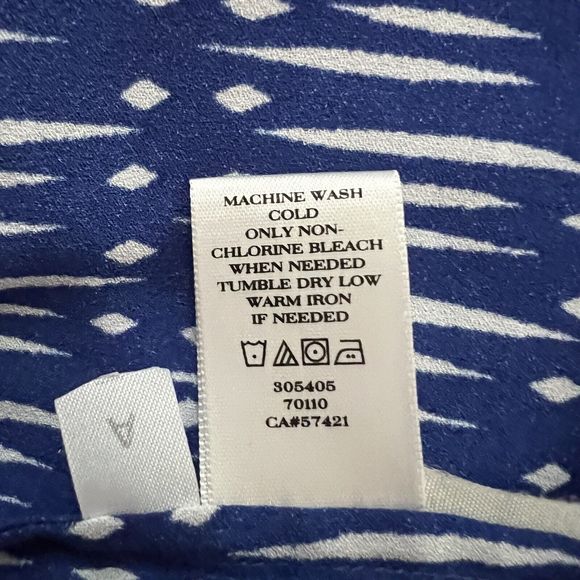 MACHINE WASH
COLD
ONLY NON-
CHLORINE BLEACH
WHEN NEEDED
TUMBLE DRY LOW
WARM IRON
IF NEEDED
305405
70110
CA#57421
A